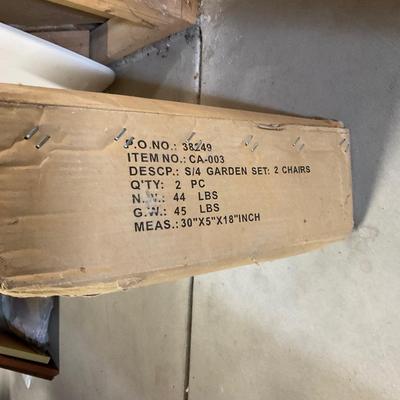 P.O.NO.: 38249
ITEM NO.: CA-003
DESCP.: S/4 GARDEN SET: 2 CHAIRS
Q'TY: 2 PC
N.W.: 44 LBS
G.W.: 45 LBS
MEAS.: 30"X5"X18"INCH